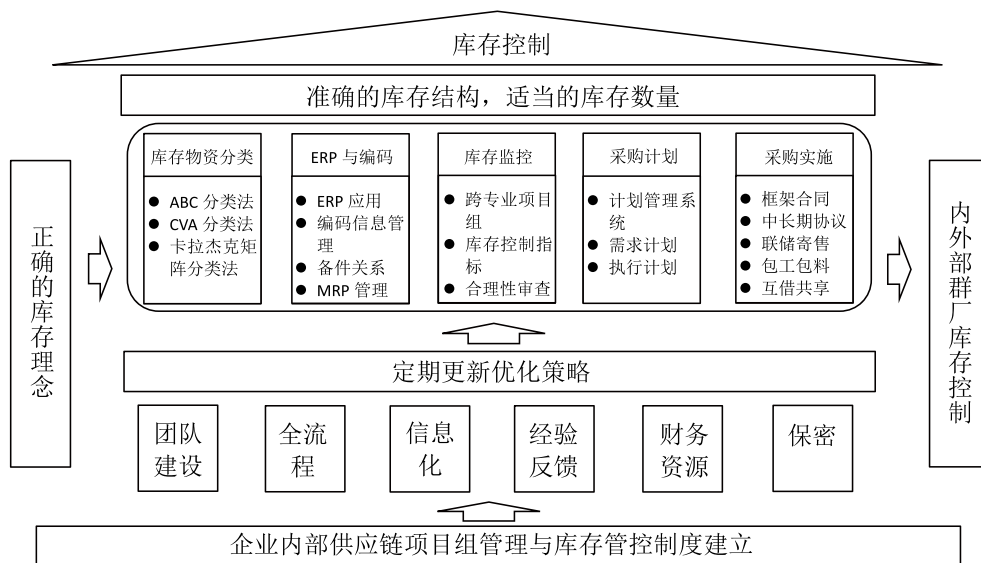 库存控制
准确的库存结构，适当的库存数量
正确的库存理念
库存物资分类
● ABC 分类法
● CVA 分类法
● 卡拉杰克矩
阵分类法
ERP 与编码
● ERP 应用
● 编码信息管
理
● 备件关系
● MRP 管理
库存监控
● 跨专业项目
组
● 库存控制指
标
● 合理性审查
采购计划
● 计划管理系
统
● 需求计划
● 执行计划
采购实施
● 框架合同
● 中长期协议
● 联储寄售
● 包工包料
● 互借共享
内外部群厂库存控制
定期更新优化策略
团队
建设
全流
程
信息
化
经验
反馈
财务
资源
保密
企业内部供应链项目组管理与库存管控制度建立